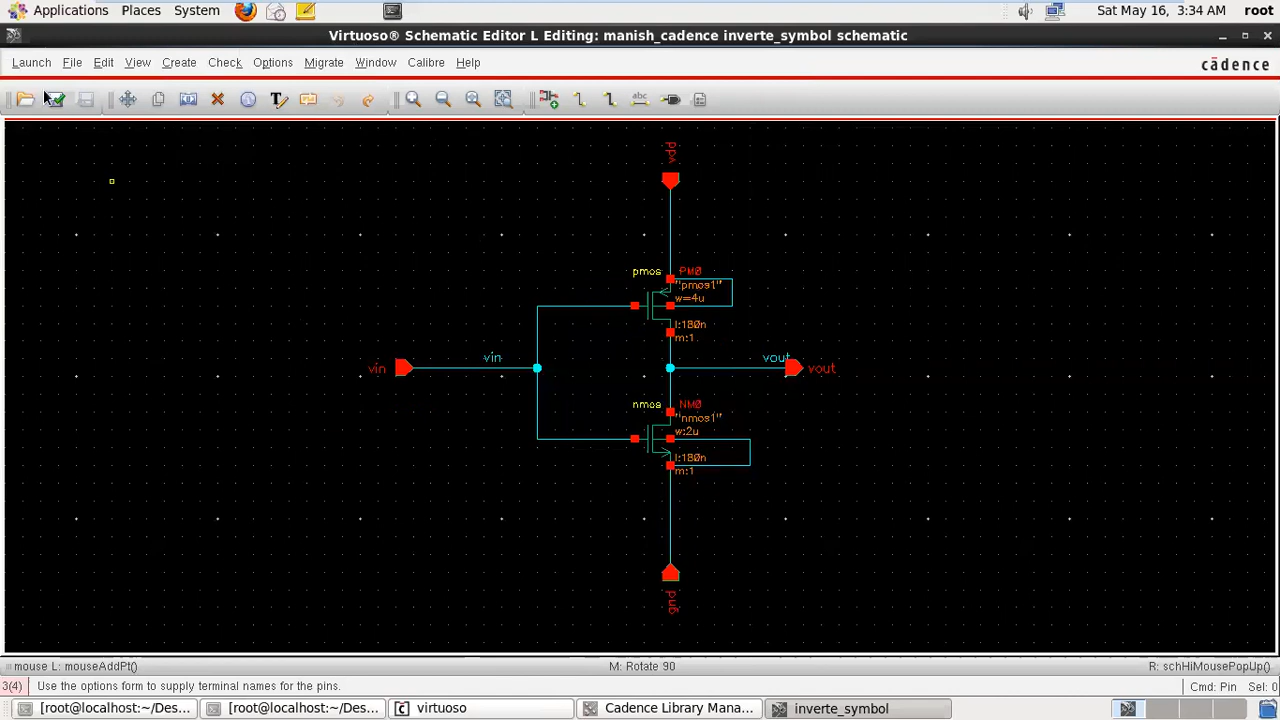 Applications Places System Sat May 16, 3:34 AM root
Virtuoso® Schematic Editor L Editing: manish_cadence inverte_symbol schematic
Launch File Edit View Create Check Options Migrate Window Calibre Help cādence
abc
vdd
pmos PM0
"pmos1"
w=4u
l:180n
m:1
vin vin vout vout
nmos NM0
"nmos1"
w:2u
l:180n
m:1
gnd
mouse L: mouseAddPt() M: Rotate 90 R: schHiMousePopUp()
3(4) Use the options form to supply terminal names for the pins. Cmd: Pin Sel: 0
[root@localhost:~/Des... [root@localhost:~/Des... virtuoso Cadence Library Mana... inverte_symbol